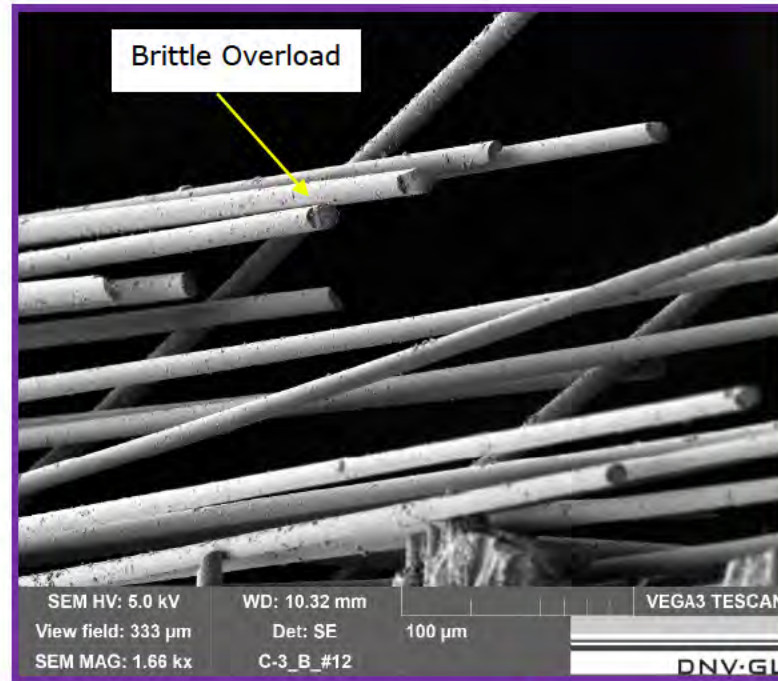 Brittle Overload
SEM HV: 5.0 kV
WD: 10.32 mm
VEGA3 TESCAN
View field: 333 µm
Det: SE
100 µm
SEM MAG: 1.66 kx
C-3_B_#12
DNV·GL